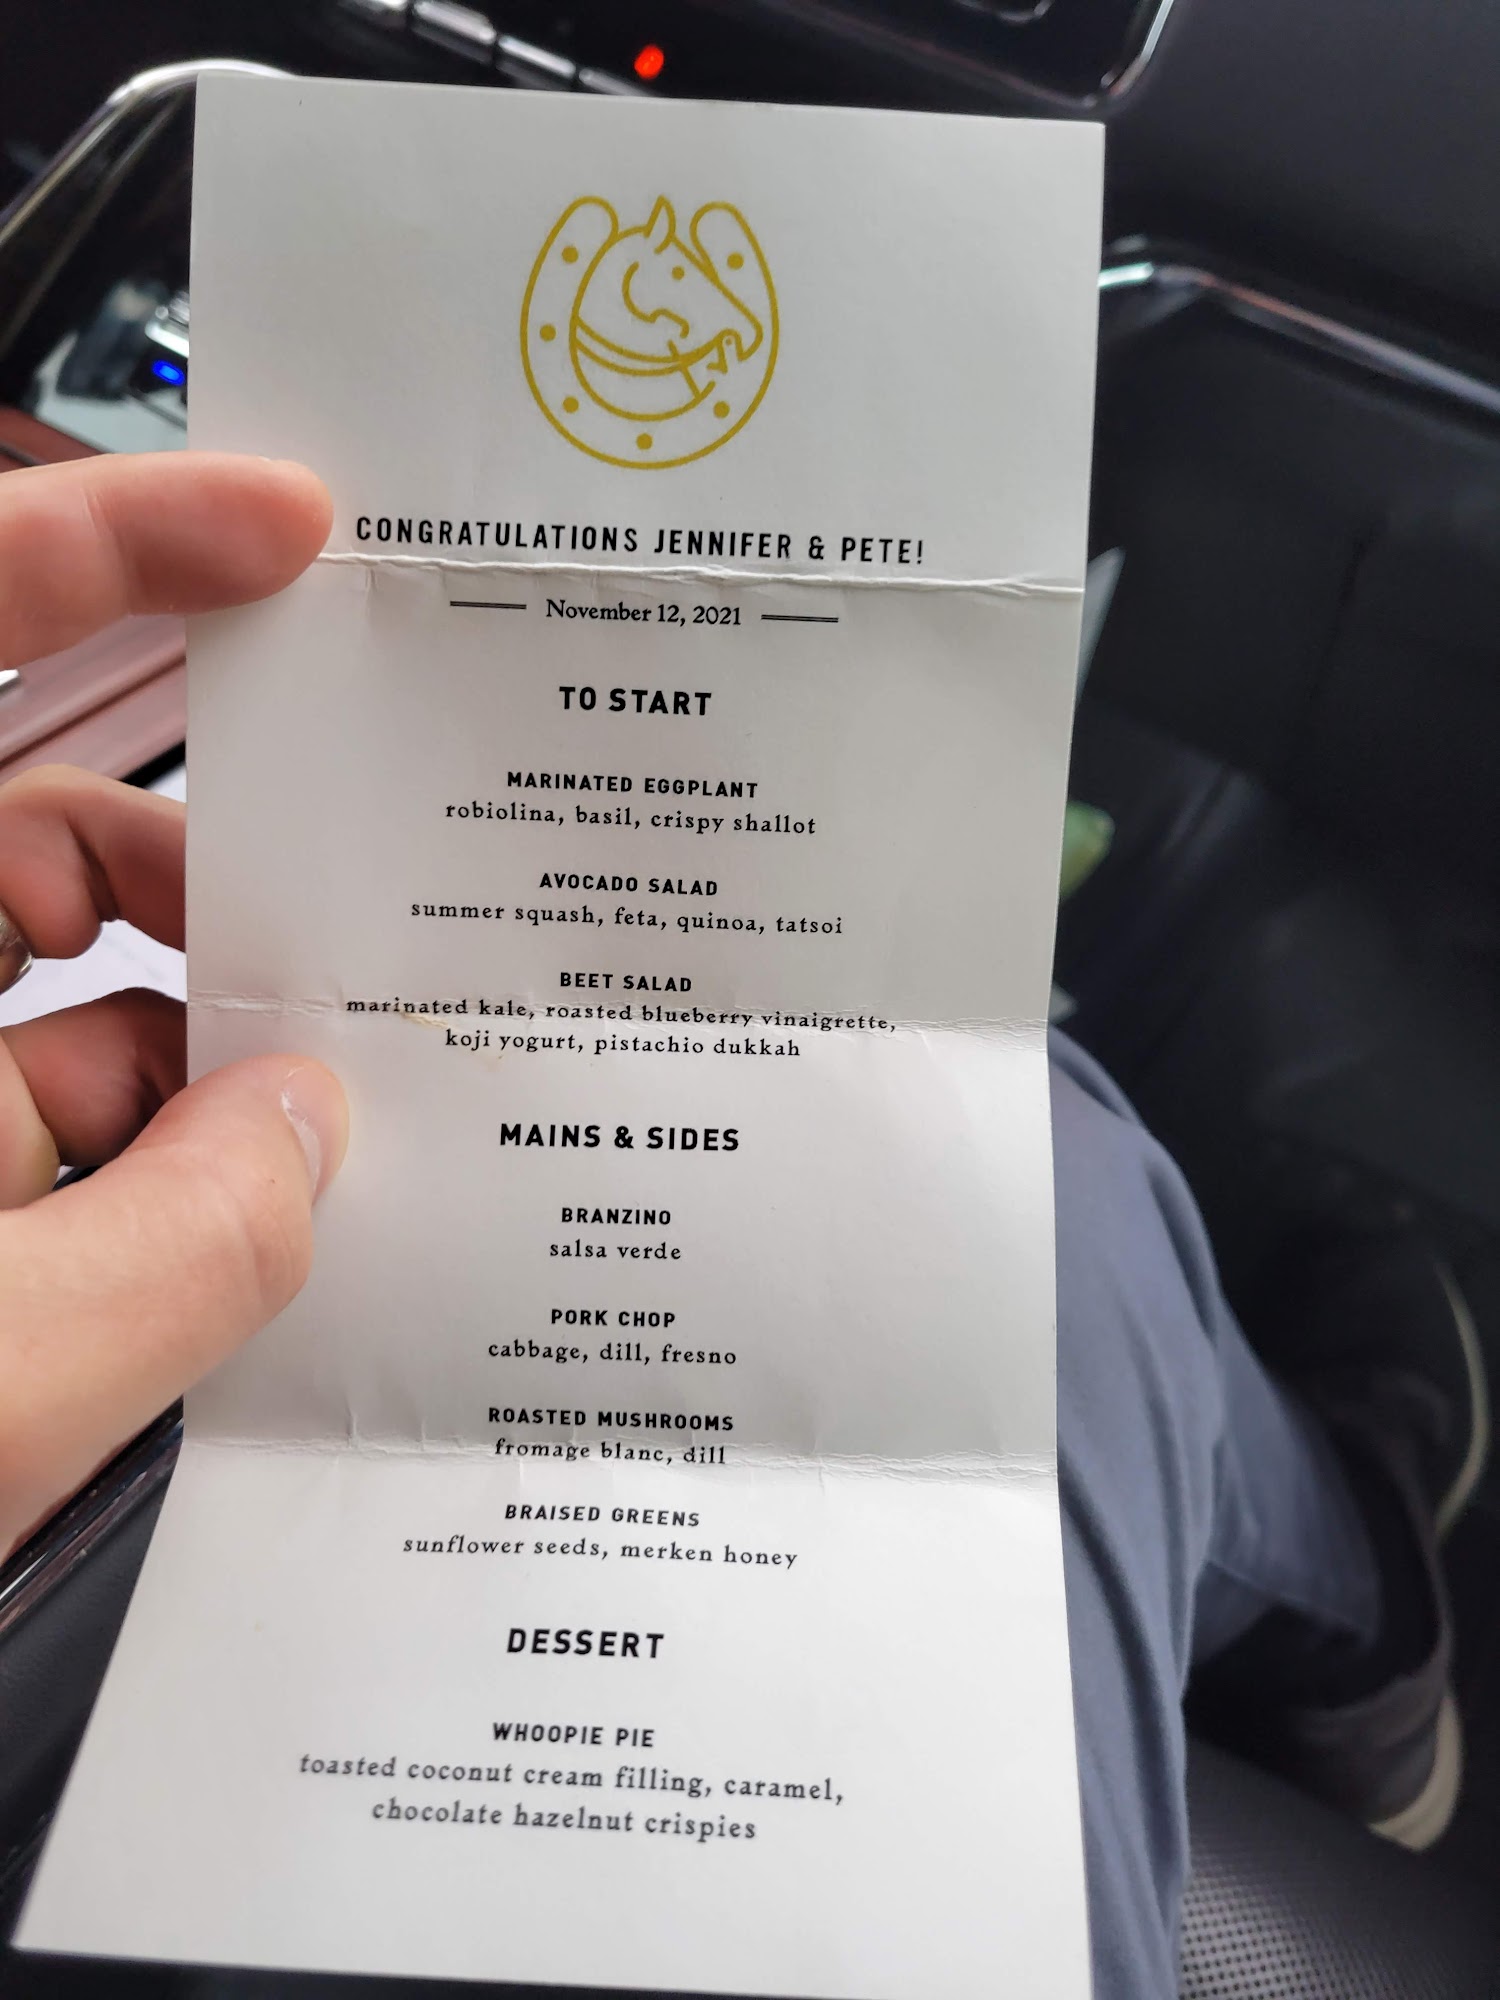 CONGRATULATIONS JENNIFER & PETE!
November 12, 2021
TO START
MARINATED EGGPLANT
robiolina, basil, crispy shallot
AVOCADO SALAD
summer squash, feta, quinoa, tatsoi
BEET SALAD
marinated kale, roasted blueberry vinaigrette,
koji yogurt, pistachio dukkah
MAINS & SIDES
BRANZINO
salsa verde
PORK CHOP
cabbage, dill, fresno
ROASTED MUSHROOMS
fromage blanc, dill
BRAISED GREENS
sunflower seeds, merken honey
DESSERT
WHOOPIE PIE
toasted coconut cream filling, caramel,
chocolate hazelnut crispies